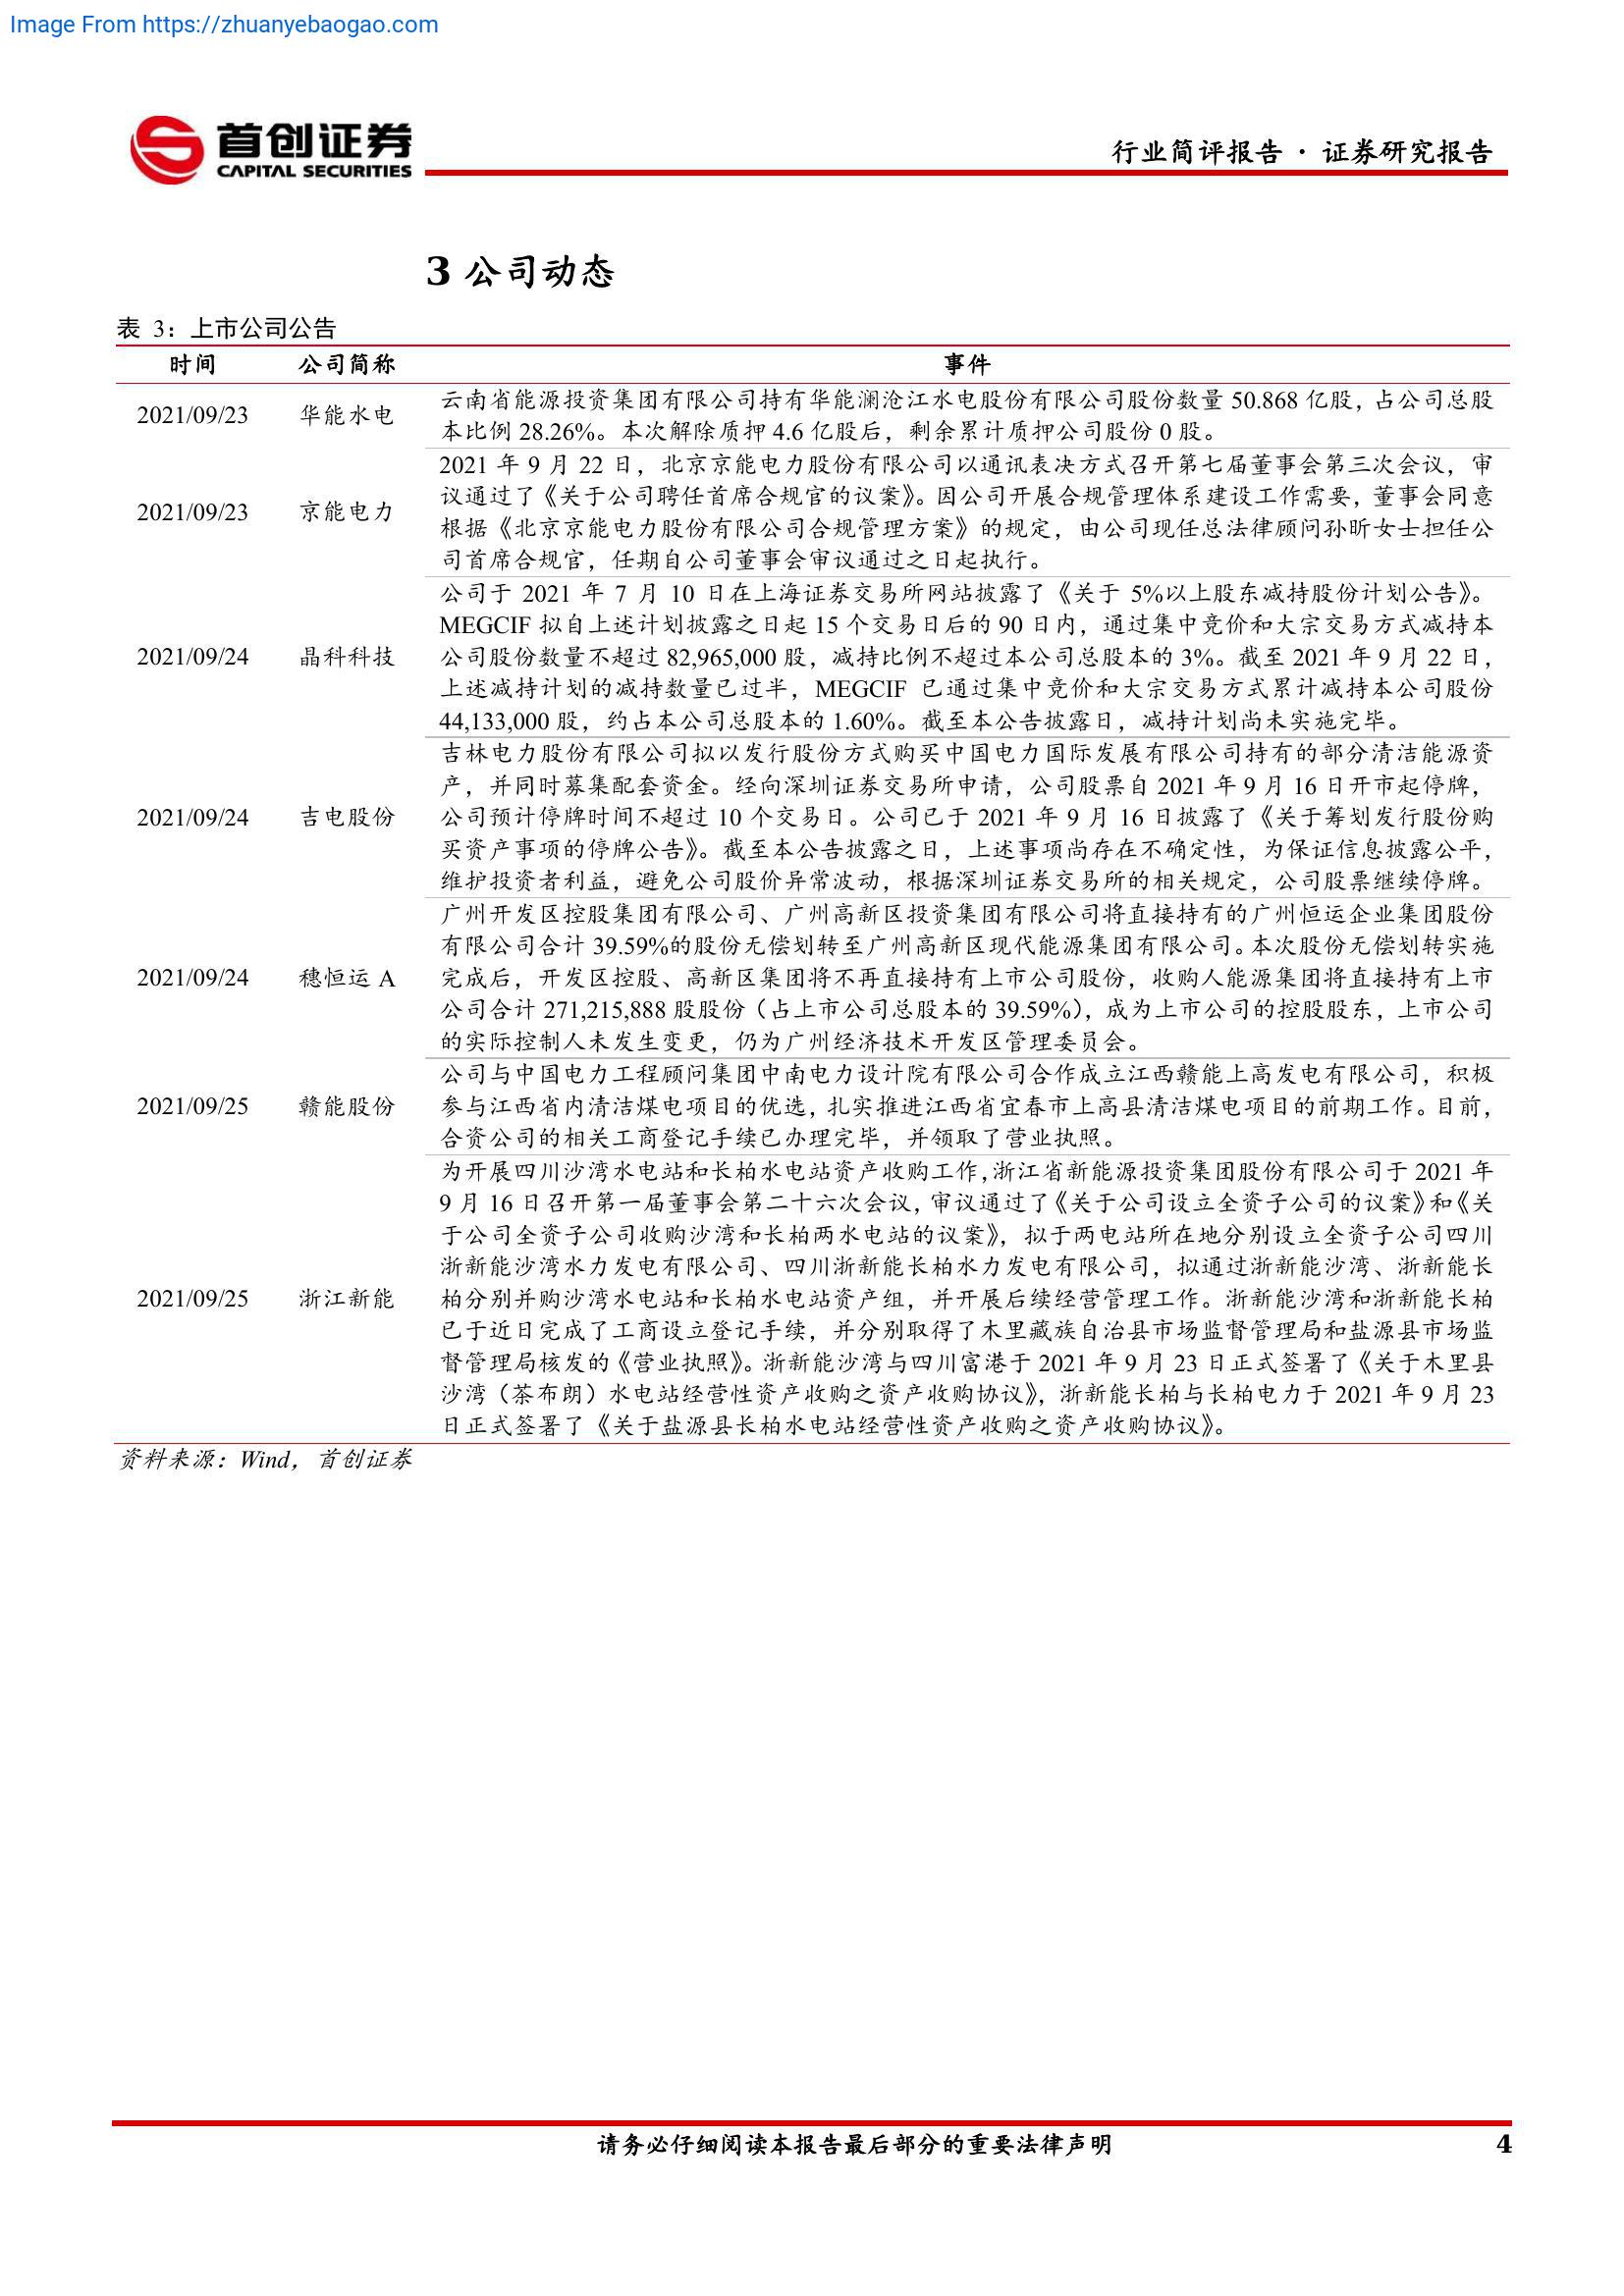 Image From https://zhuanyebaogao.com
首创证券
CAPITAL SECURITIES
行业简评报告 · 证券研究报告
3 公司动态
表 3：上市公司公告
时间 公司简称 事件
2021/09/23 华能水电
云南省能源投资集团有限公司持有华能澜沧江水电股份有限公司股份数量 50.868 亿股，占公司总股
本比例 28.26%。本次解除质押 4.6 亿股后，剩余累计质押公司股份 0 股。
2021/09/23 京能电力
2021 年 9 月 22 日，北京京能电力股份有限公司以通讯表决方式召开第七届董事会第三次会议，审
议通过了《关于公司聘任首席合规官的议案》。因公司开展合规管理体系建设工作需要，董事会同意
根据《北京京能电力股份有限公司合规管理方案》的规定，由公司现任总法律顾问孙昕女士担任公
司首席合规官，任期自公司董事会审议通过之日起执行。
2021/09/24 晶科科技
公司于 2021 年 7 月 10 日在上海证券交易所网站披露了《关于 5%以上股东减持股份计划公告》。
MEGCIF 拟自上述计划披露之日起 15 个交易日后的 90 日内，通过集中竞价和大宗交易方式减持本
公司股份数量不超过 82,965,000 股，减持比例不超过本公司总股本的 3%。截至 2021 年 9 月 22 日，
上述减持计划的减持数量已过半，MEGCIF 已通过集中竞价和大宗交易方式累计减持本公司股份
44,133,000 股，约占本公司总股本的 1.60%。截至本公告披露日，减持计划尚未实施完毕。
2021/09/24 吉电股份
吉林电力股份有限公司拟以发行股份方式购买中国电力国际发展有限公司持有的部分清洁能源资
产，并同时募集配套资金。经向深圳证券交易所申请，公司股票自 2021 年 9 月 16 日开市起停牌，
公司预计停牌时间不超过 10 个交易日。公司已于 2021 年 9 月 16 日披露了《关于筹划发行股份购
买资产事项的停牌公告》。截至本公告披露之日，上述事项尚存在不确定性，为保证信息披露公平，
维护投资者利益，避免公司股价异常波动，根据深圳证券交易所的相关规定，公司股票继续停牌。
2021/09/24 穗恒运 A
广州开发区控股集团有限公司、广州高新区投资集团有限公司将直接持有的广州恒运企业集团股份
有限公司合计 39.59%的股份无偿划转至广州高新区现代能源集团有限公司。本次股份无偿划转实施
完成后，开发区控股、高新区集团将不再直接持有上市公司股份，收购人能源集团将直接持有上市
公司合计 271,215,888 股股份（占上市公司总股本的 39.59%），成为上市公司的控股股东，上市公司
的实际控制人未发生变更，仍为广州经济技术开发区管理委员会。
2021/09/25 赣能股份
公司与中国电力工程顾问集团中南电力设计院有限公司合作成立江西赣能上高发电有限公司，积极
参与江西省内清洁煤电项目的优选，扎实推进江西省宜春市上高县清洁煤电项目的前期工作。目前，
合资公司的相关工商登记手续已办理完毕，并领取了营业执照。
2021/09/25 浙江新能
为开展四川沙湾水电站和长柏水电站资产收购工作，浙江省新能源投资集团股份有限公司于 2021 年
9 月 16 日召开第一届董事会第二十六次会议，审议通过了《关于公司设立全资子公司的议案》和《关
于公司全资子公司收购沙湾和长柏两水电站的议案》，拟于两电站所在地分别设立全资子公司四川
浙新能沙湾水力发电有限公司、四川浙新能长柏水力发电有限公司，拟通过浙新能沙湾、浙新能长
柏分别并购沙湾水电站和长柏水电站资产组，并开展后续经营管理工作。浙新能沙湾和浙新能长柏
已于近日完成了工商设立登记手续，并分别取得了木里藏族自治县市场监督管理局和盐源县市场监
督管理局核发的《营业执照》。浙新能沙湾与四川富港于 2021 年 9 月 23 日正式签署了《关于木里县
沙湾（茶布朗）水电站经营性资产收购之资产收购协议》，浙新能长柏与长柏电力于 2021 年 9 月 23
日正式签署了《关于盐源县长柏水电站经营性资产收购之资产收购协议》。
资料来源：Wind，首创证券
请务必仔细阅读本报告最后部分的重要法律声明 4